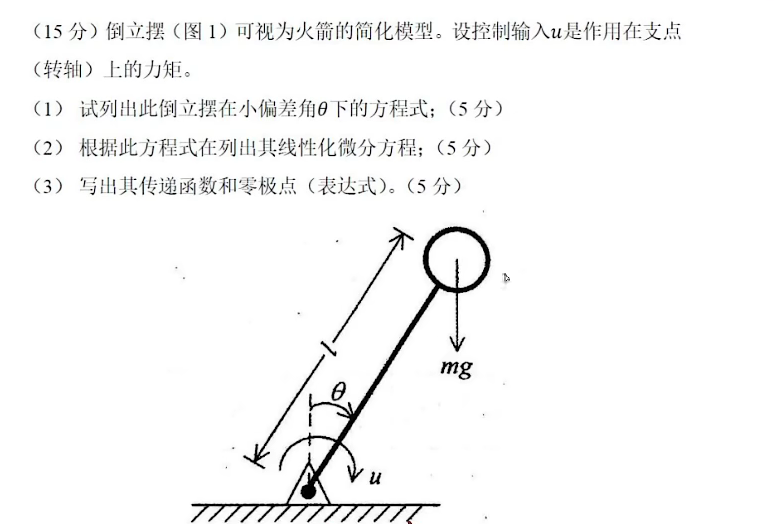 （15 分）倒立摆（图 1）可视为火箭的简化模型。设控制输入u是作用在支点
（转轴）上的力矩。
（1） 试列出此倒立摆在小偏差角θ下的方程式；（5 分）
（2） 根据此方程式在列出其线性化微分方程；（5 分）
（3） 写出其传递函数和零极点（表达式）。（5 分）
l
mg
θ
u